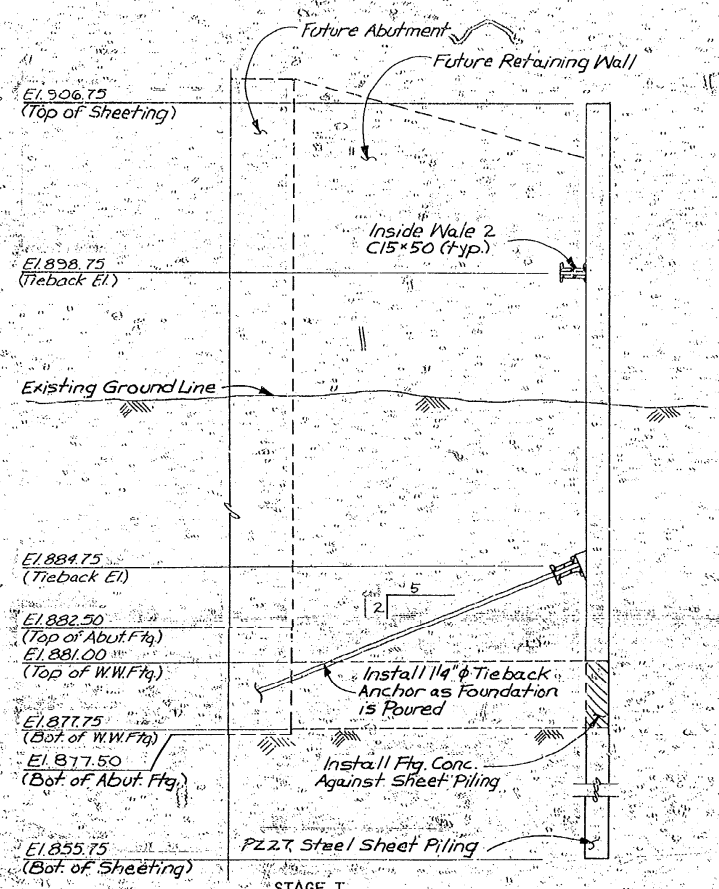 Future Abutment
Future Retaining Wall
El. 906.75
(Top of Sheeting)
Inside Wale 2
C15×50 (typ.)
El. 898.75
(Tieback El.)
Existing Ground Line
El. 884.75
(Tieback El.)
5
2
El. 882.50
(Top of Abut. Ftg.)
El. 881.00
(Top of W.W. Ftg.)
Install 1¼"φ Tieback
Anchor as Foundation
is Poured
El. 877.75
(Bot. of W.W. Ftg.)
El. 877.50
(Bot. of Abut. Ftg.)
Install Ftg. Conc.
Against Sheet Piling
El. 855.75
(Bot. of Sheeting)
PZ27 Steel Sheet Piling
STAGE I